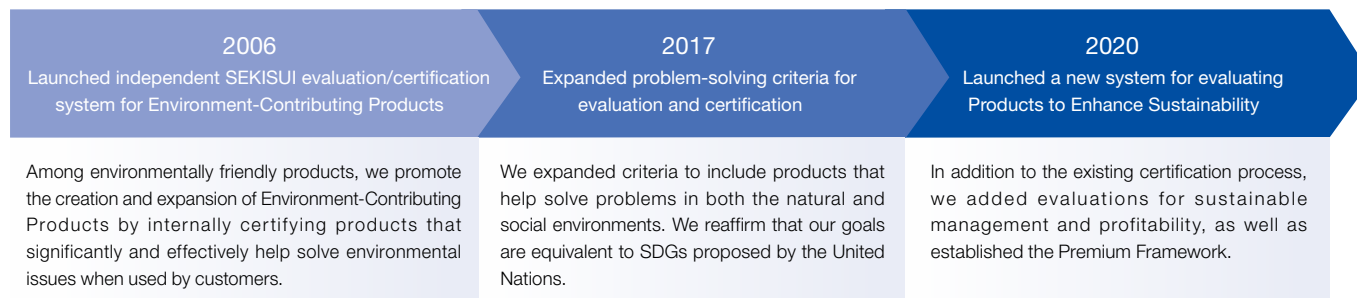 2006
Launched independent SEKISUI evaluation/certification
system for Environment-Contributing Products
Among environmentally friendly products, we promote
the creation and expansion of Environment-Contributing
Products by internally certifying products that
significantly and effectively help solve environmental
issues when used by customers.
2017
Expanded problem-solving criteria for
evaluation and certification
We expanded criteria to include products that
help solve problems in both the natural and
social environments. We reaffirm that our goals
are equivalent to SDGs proposed by the United
Nations.
2020
Launched a new system for evaluating
Products to Enhance Sustainability
In addition to the existing certification process,
we added evaluations for sustainable
management and profitability, as well as
established the Premium Framework.